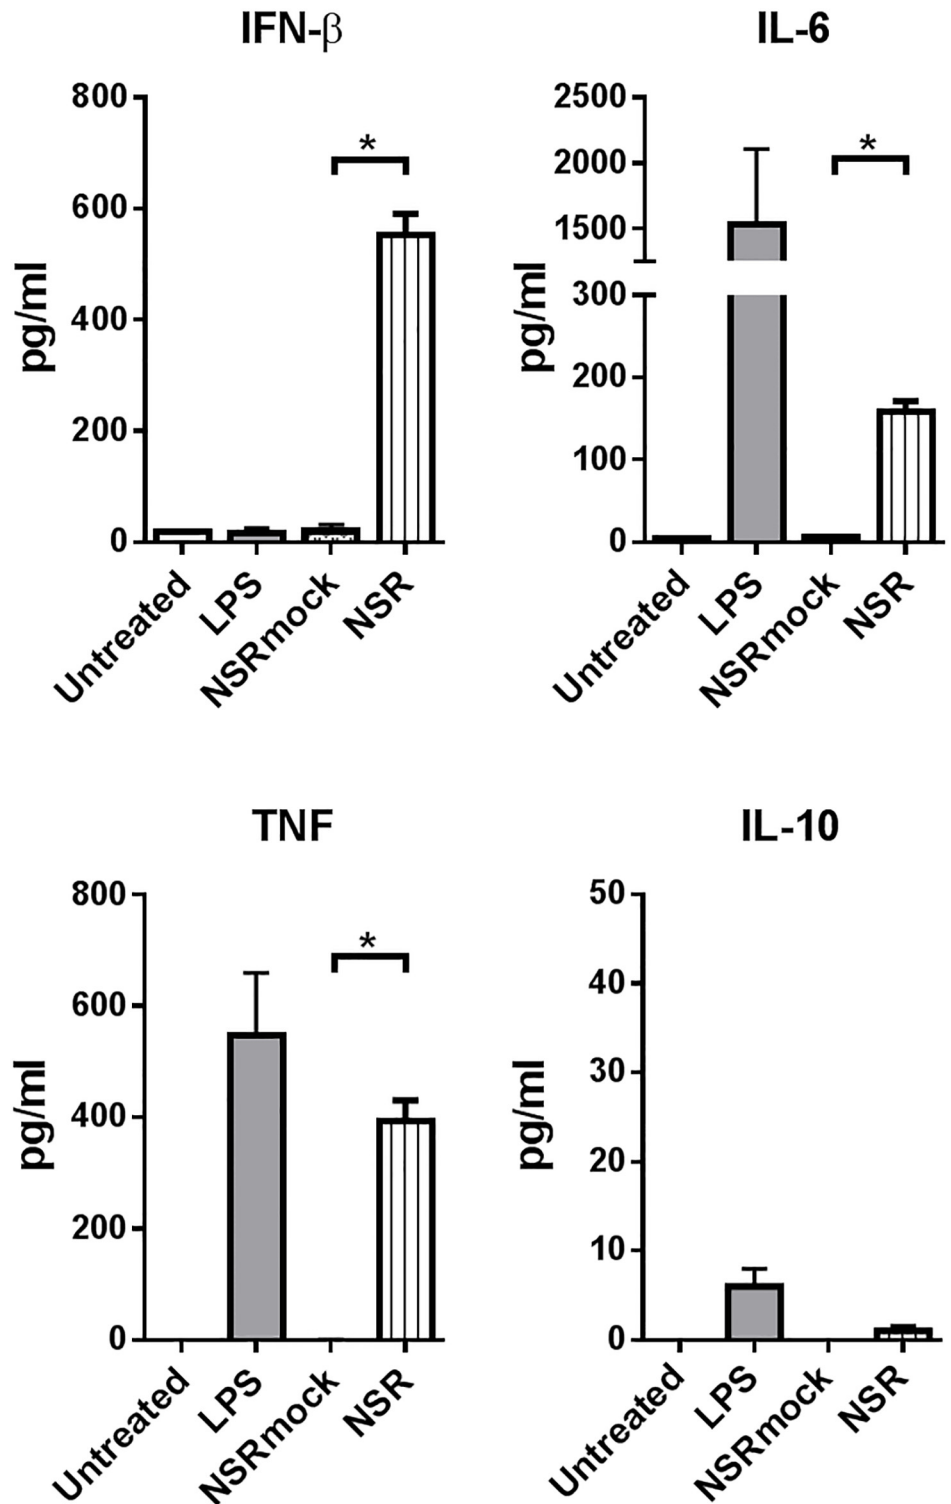 IFN-β
pg/ml
800
600
400
200
0
*
Untreated
LPS
NSRmock
NSR
IL-6
pg/ml
2500
2000
1500
300
200
100
0
*
Untreated
LPS
NSRmock
NSR
TNF
pg/ml
800
600
400
200
0
*
Untreated
LPS
NSRmock
NSR
IL-10
pg/ml
50
40
30
20
10
0
Untreated
LPS
NSRmock
NSR